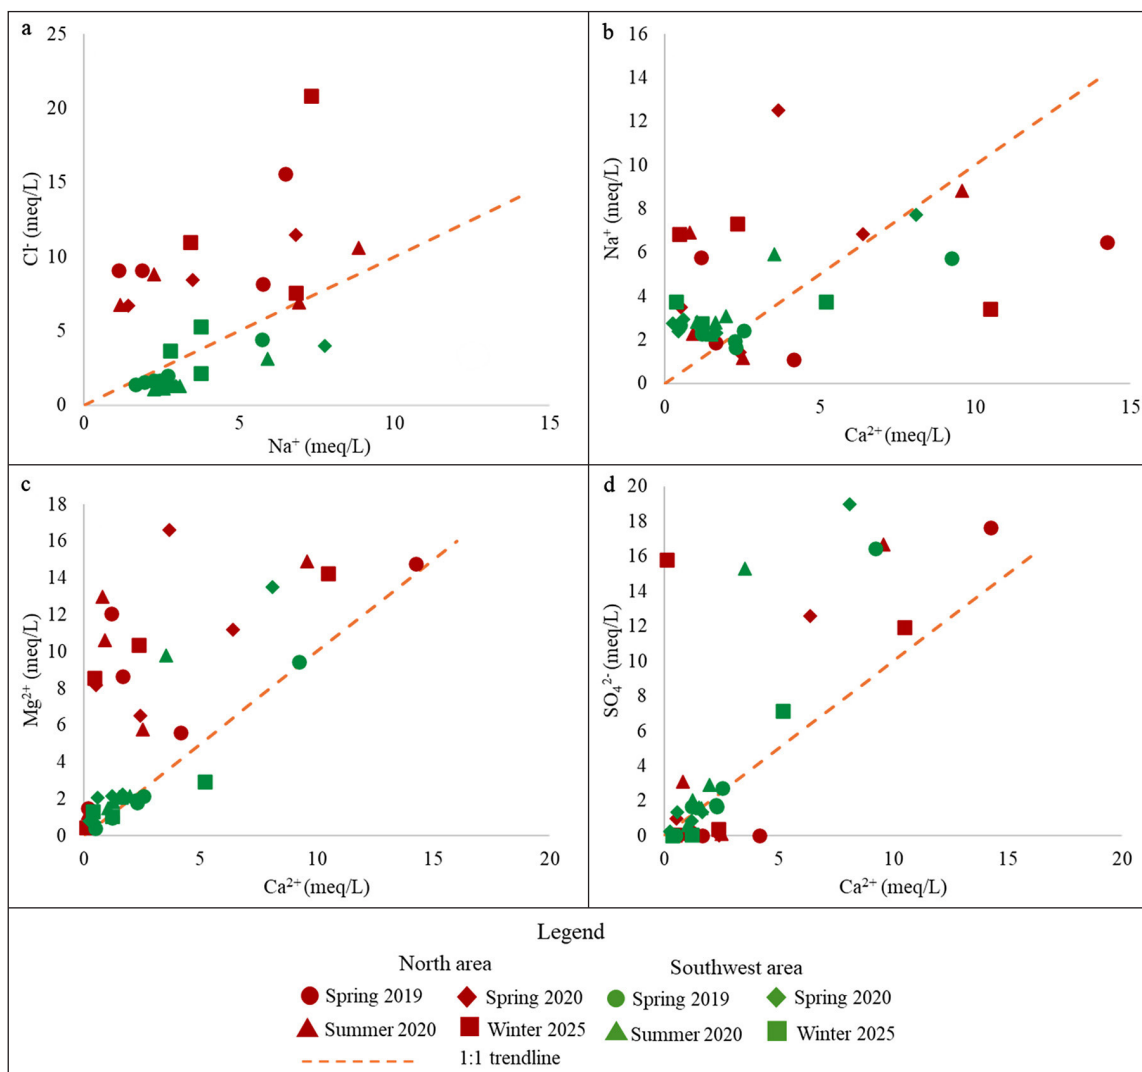 a
25
20
15
10
5
0
Cl⁻ (meq/L)
0 5 10 15
Na⁺ (meq/L)
b
16
14
12
10
8
6
4
2
0
Na⁺ (meq/L)
0 5 10 15
Ca²⁺ (meq/L)
c
18
16
14
12
10
8
6
4
2
0
Mg²⁺ (meq/L)
0 5 10 15 20
Ca²⁺ (meq/L)
d
20
18
16
14
12
10
8
6
4
2
0
SO₄²⁻ (meq/L)
0 5 10 15 20
Ca²⁺ (meq/L)
Legend
North area Southwest area
Spring 2019 Spring 2020 Spring 2019 Spring 2020
Summer 2020 Winter 2025 Summer 2020 Winter 2025
1:1 trendline